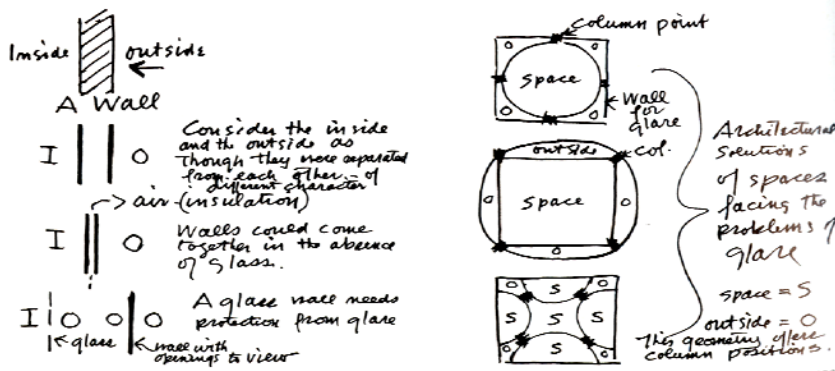 Inside
outside
A Wall
I
O
Consider the inside
and the outside as
though they were separated
from each other – of
different character
air (insulation)
I
O
Walls could come
together in the absence
of glass.
I
O
O
O
A glass wall needs
protection from glare
glass
wall with
openings to view
column point
O
O
space
O
O
wall
for
glare
outside
col.
O
space
O
O
O
S
O
S
S
S
S
O
O
Architectural
solutions
of spaces
facing the
problems of
glare
space = S
outside = O
This geometry of
column positions.